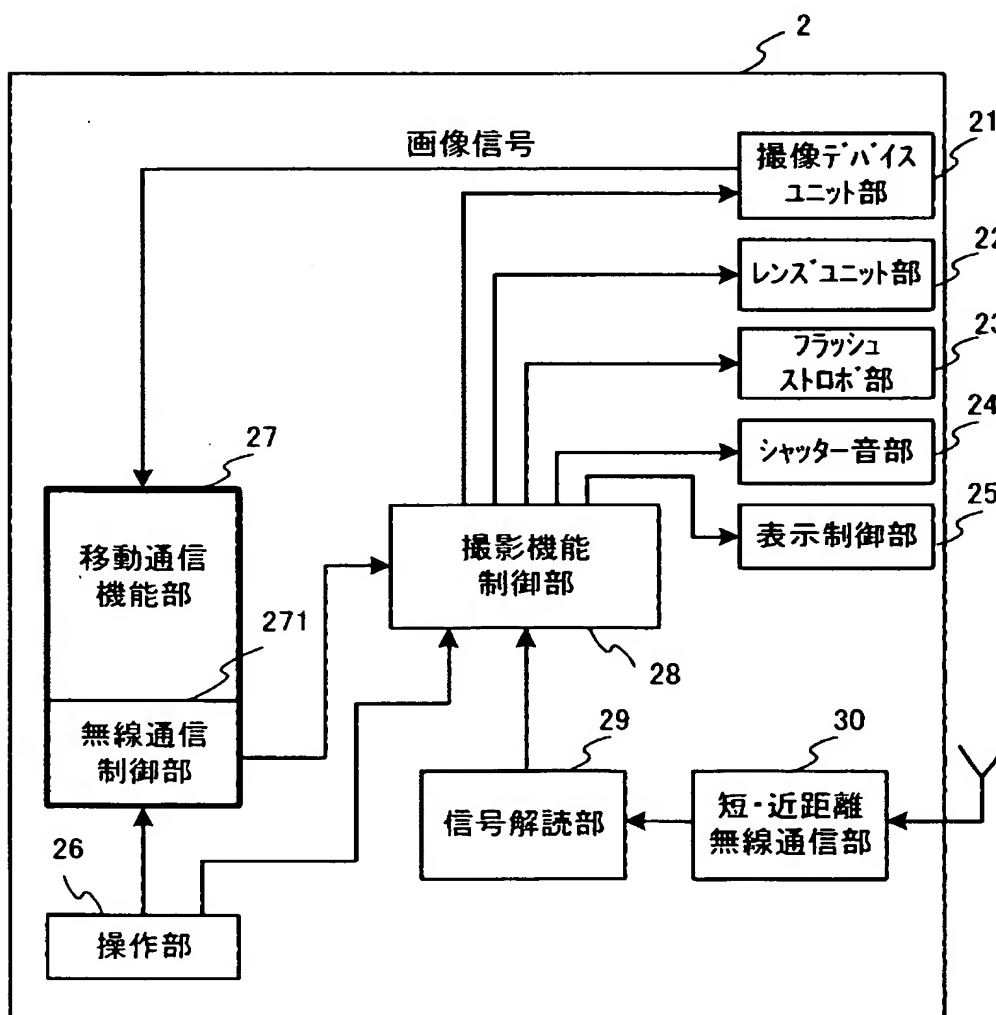 2
画像信号
21
撮像デバイス
ユニット部
22
レンズユニット部
23
フラッシュ
ストロボ部
24
シャッター音部
25
表示制御部
27
移動通信
機能部
271
無線通信
制御部
撮影機能
制御部
28
29
信号解読部
30
短・近距離
無線通信部
26
操作部